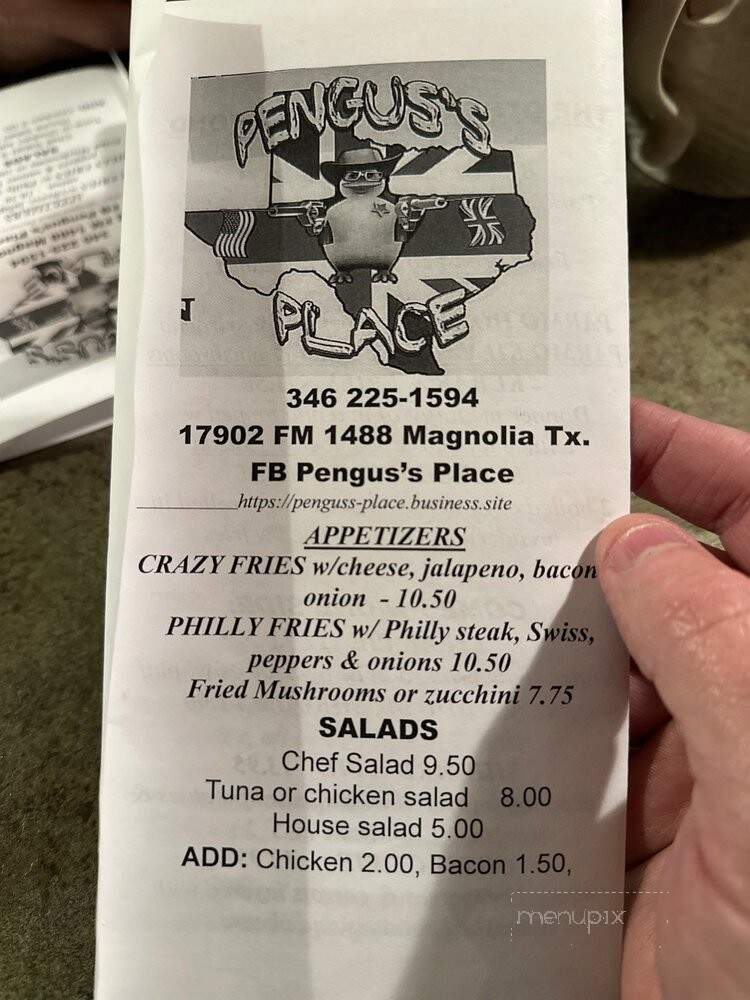 PENGUS'S
PLACE
346 225-1594
17902 FM 1488 Magnolia Tx.
FB Pengus's Place
https://penguss-place.business.site
APPETIZERS
CRAZY FRIES w/cheese, jalapeno, bacon
onion - 10.50
PHILLY FRIES w/ Philly steak, Swiss,
peppers & onions 10.50
Fried Mushrooms or zucchini 7.75
SALADS
Chef Salad 9.50
Tuna or chicken salad 8.00
House salad 5.00
ADD: Chicken 2.00, Bacon 1.50,
menupix